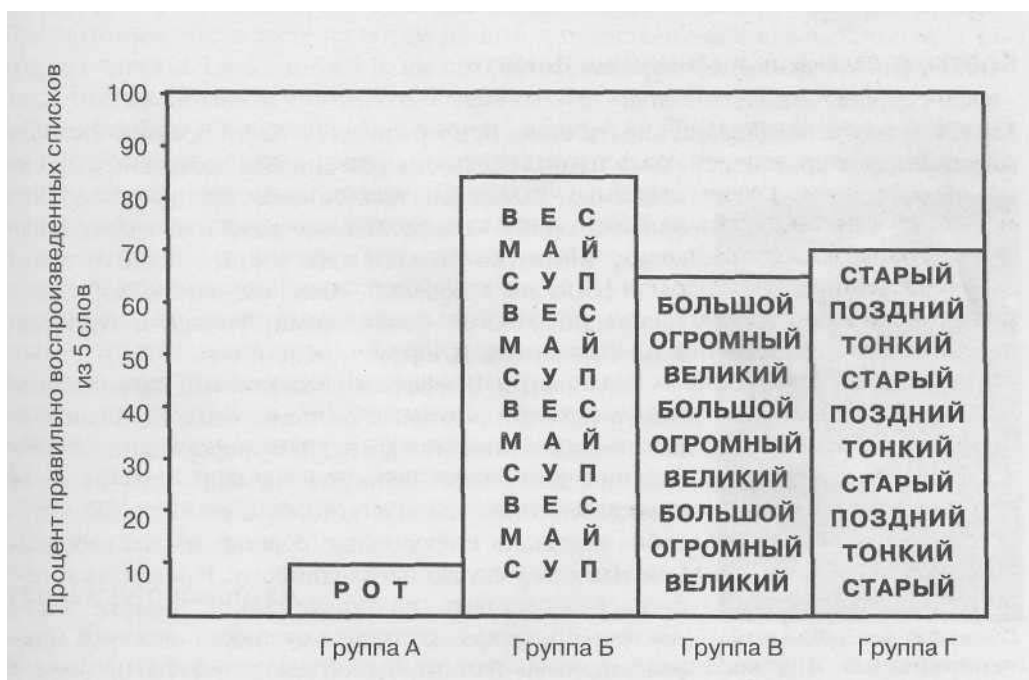 Процент правильно воспроизведенных списков
из 5 слов
100
90
80
70
60
50
40
30
20
10
Р О Т
В Е С
М А Й
С У П
В Е С
М А Й
С У П
В Е С
М А Й
С У П
В Е С
М А Й
С У П
БОЛЬШОЙ
ОГРОМНЫЙ
ВЕЛИКИЙ
БОЛЬШОЙ
ОГРОМНЫЙ
ВЕЛИКИЙ
БОЛЬШОЙ
ОГРОМНЫЙ
ВЕЛИКИЙ
СТАРЫЙ
ПОЗДНИЙ
ТОНКИЙ
СТАРЫЙ
ПОЗДНИЙ
ТОНКИЙ
СТАРЫЙ
ПОЗДНИЙ
ТОНКИЙ
СТАРЫЙ
Группа А
Группа Б
Группа В
Группа Г